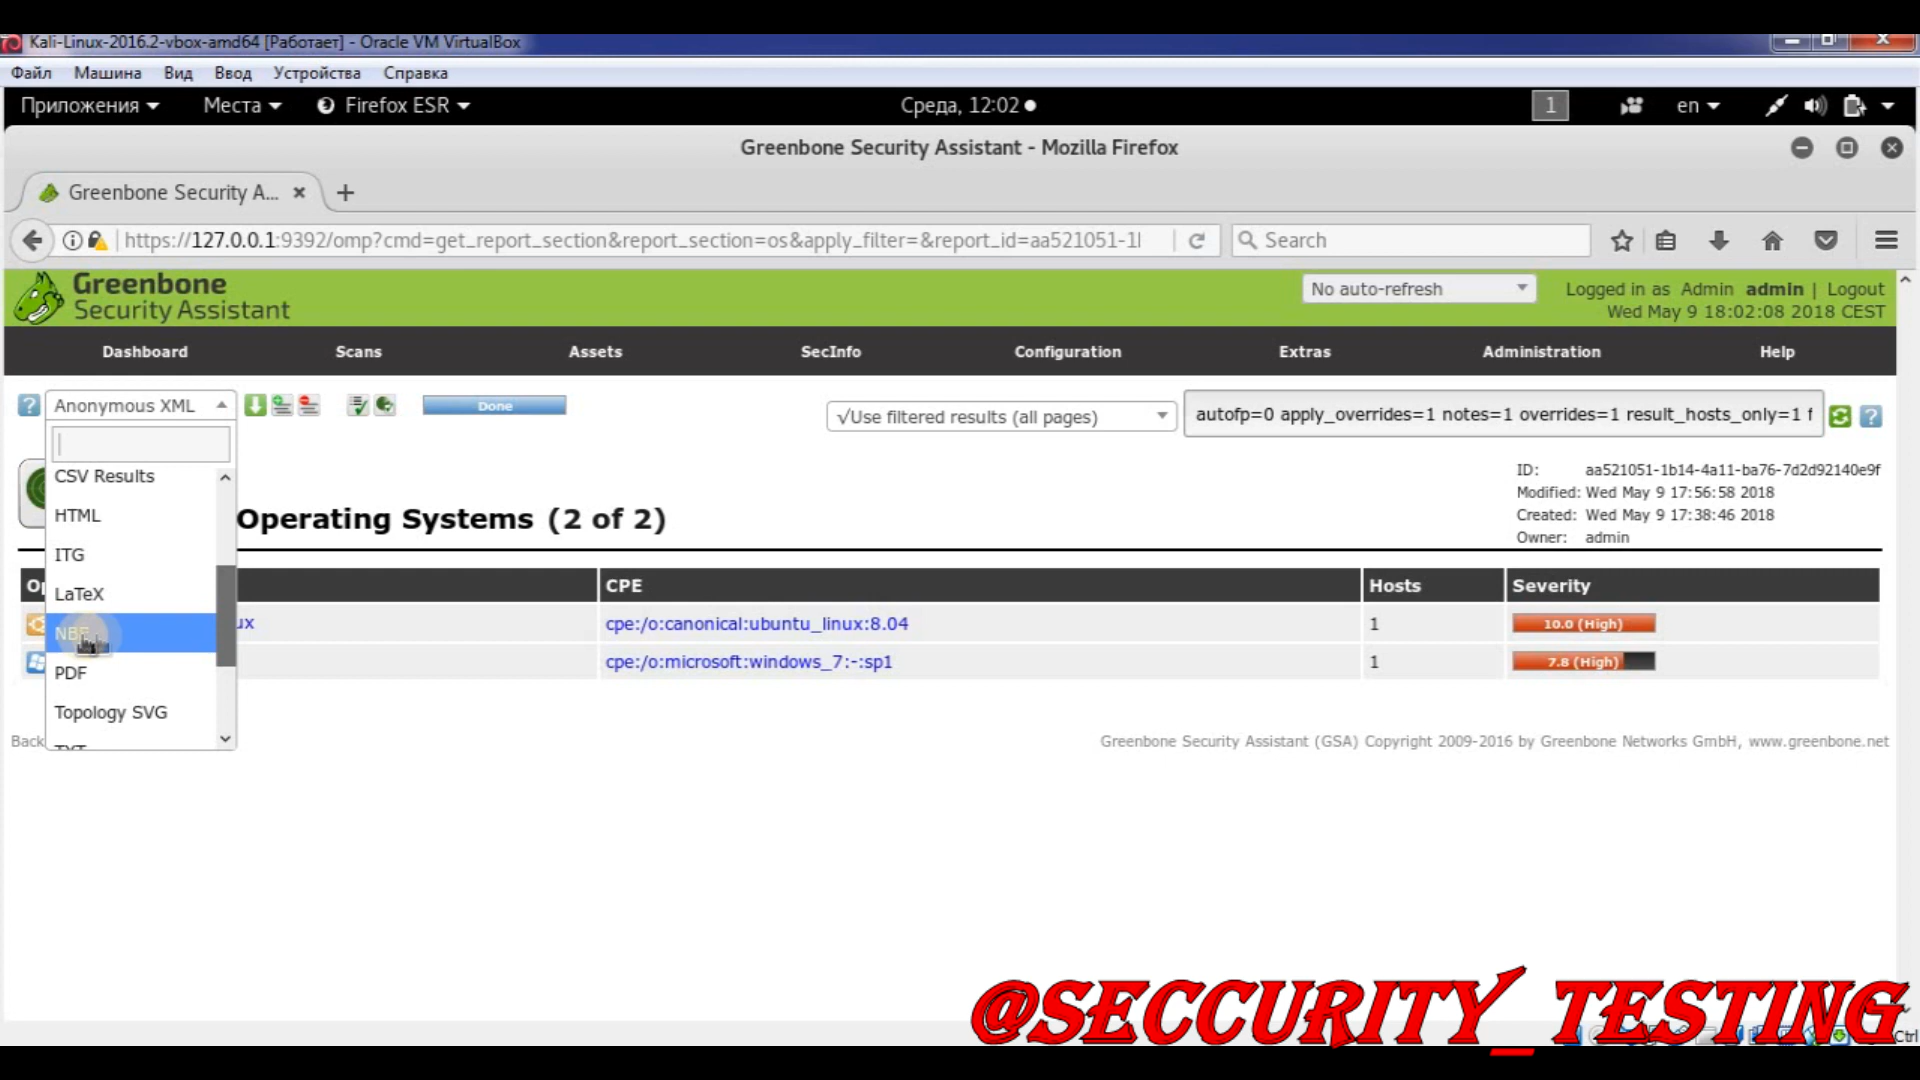 Kali-Linux-2016.2-vbox-amd64 [Работает] - Oracle VM VirtualBox
Файл Машина Вид Ввод Устройства Справка
Приложения Места Firefox ESR Среда, 12:02 1 en
Greenbone Security Assistant - Mozilla Firefox
Greenbone Security A...
https://127.0.0.1:9392/omp?cmd=get_report_section&report_section=os&apply_filter=&report_id=aa521051-1 Search
Greenbone
Security Assistant
No auto-refresh
Logged in as Admin admin | Logout
Wed May 9 18:02:08 2018 CEST
Dashboard Scans Assets SecInfo Configuration Extras Administration Help
Anonymous XML Done √Use filtered results (all pages) autofp=0 apply_overrides=1 notes=1 overrides=1 result_hosts_only=1 f
CSV Results
HTML
ITG
LaTeX
PDF
Topology SVG
ID: aa521051-1b14-4a11-ba76-7d2d92140e9f
Modified: Wed May 9 17:56:58 2018
Created: Wed May 9 17:38:46 2018
Owner: admin
Operating Systems (2 of 2)
CPE Hosts Severity
ux cpe:/o:canonical:ubuntu_linux:8.04 1 10.0 (High)
cpe:/o:microsoft:windows_7:-:sp1 1 7.8 (High)
Back
Greenbone Security Assistant (GSA) Copyright 2009-2016 by Greenbone Networks GmbH, www.greenbone.net
@SECCURITY_TESTING
Ctrl